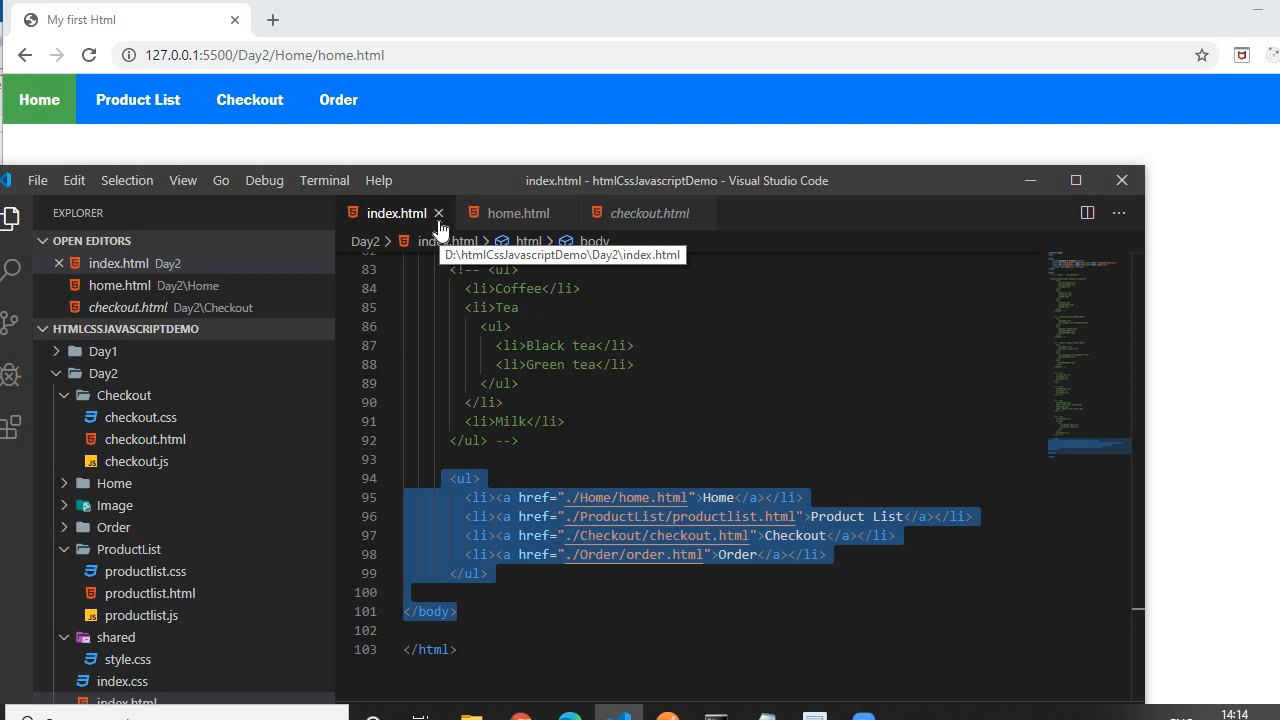 My first Html
127.0.0.1:5500/Day2/Home/home.html
Home Product List Checkout Order
File Edit Selection View Go Debug Terminal Help index.html - htmlCssJavascriptDemo - Visual Studio Code
EXPLORER
OPEN EDITORS
index.html Day2
home.html Day2\Home
checkout.html Day2\Checkout
HTMLCSSJAVASCRIPTDEMO
Day1
Day2
Checkout
checkout.css
checkout.html
checkout.js
Home
Image
Order
ProductList
productlist.css
productlist.html
productlist.js
shared
style.css
index.css
index.html
index.html home.html checkout.html
Day2 index.html html body
D:\htmlCssJavascriptDemo\Day2\index.html
82
83 <!-- <ul>
84 <li>Coffee</li>
85 <li>Tea
86 <ul>
87 <li>Black tea</li>
88 <li>Green tea</li>
89 </ul>
90 </li>
91 <li>Milk</li>
92 </ul> -->
93
94 <ul>
95 <li><a href="./Home/home.html">Home</a></li>
96 <li><a href="./ProductList/productlist.html">Product List</a></li>
97 <li><a href="./Checkout/checkout.html">Checkout</a></li>
98 <li><a href="./Order/order.html">Order</a></li>
99 </ul>
100
101 </body>
102
103 </html>
14:14